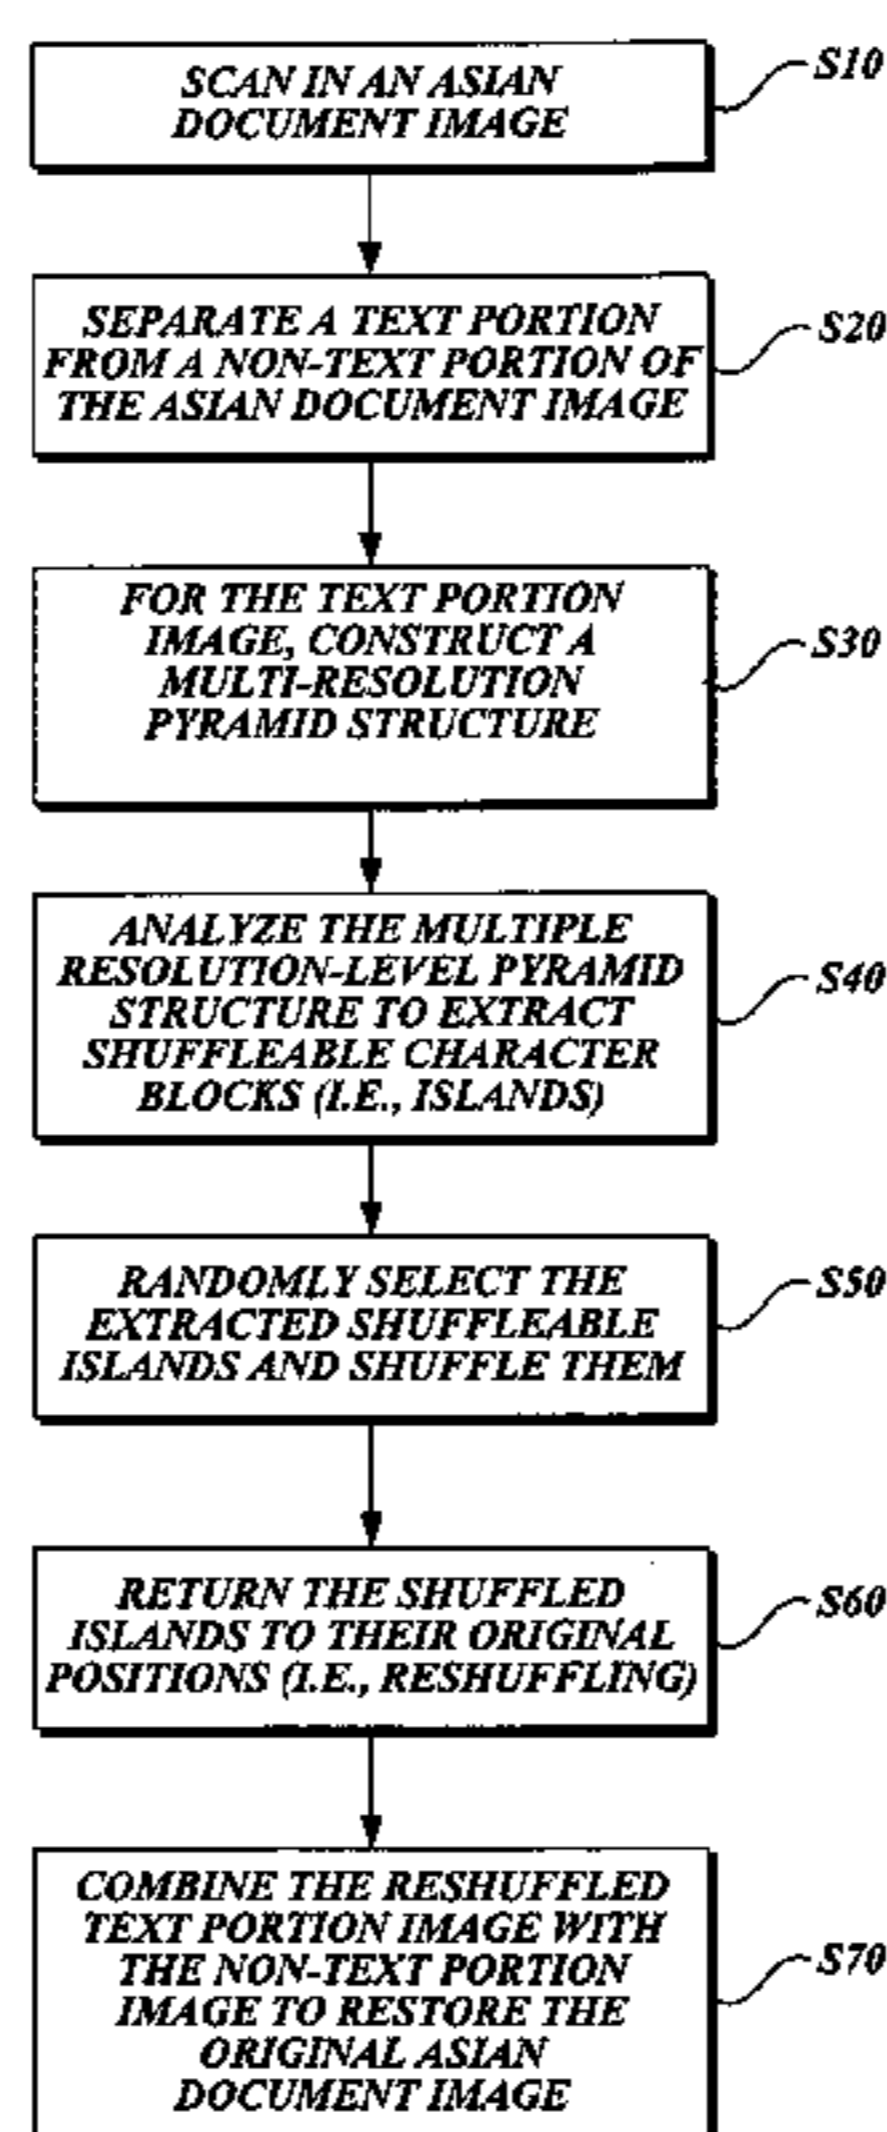 SCAN IN AN ASIAN
DOCUMENT IMAGE
S10
SEPARATE A TEXT PORTION
FROM A NON-TEXT PORTION OF
THE ASIAN DOCUMENT IMAGE
S20
FOR THE TEXT PORTION
IMAGE, CONSTRUCT A
MULTI-RESOLUTION
PYRAMID STRUCTURE
S30
ANALYZE THE MULTIPLE
RESOLUTION-LEVEL PYRAMID
STRUCTURE TO EXTRACT
SHUFFLEABLE CHARACTER
BLOCKS (I.E., ISLANDS)
S40
RANDOMLY SELECT THE
EXTRACTED SHUFFLEABLE
ISLANDS AND SHUFFLE THEM
S50
RETURN THE SHUFFLED
ISLANDS TO THEIR ORIGINAL
POSITIONS (I.E., RESHUFFLING)
S60
COMBINE THE RESHUFFLED
TEXT PORTION IMAGE WITH
THE NON-TEXT PORTION
IMAGE TO RESTORE THE
ORIGINAL ASIAN
DOCUMENT IMAGE
S70